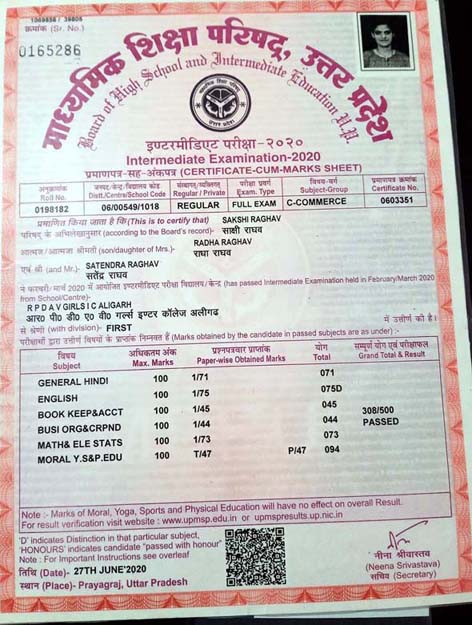 1069858 / 39805
क्रमांक (Sr. No.)
0165286
माध्यमिक शिक्षा परिषद, उत्तर प्रदेश
Board of High School and Intermediate Education U.P.
इण्टरमीडिएट परीक्षा-२०२०
Intermediate Examination-2020
प्रमाणपत्र-सह-अंकपत्र (CERTIFICATE-CUM-MARKS SHEET)
अनुक्रमांक जनपद/केन्द्र/विद्यालय कोड संस्थागत/व्यक्तिगत परीक्षा प्रवर्ग विषय-वर्ग प्रमाणपत्र क्रमांक
Roll No. Distt./Centre/School Code Regular / Private Exam. Type Subject-Group Certificate No.
0198182 06/00549/1018 REGULAR FULL EXAM C-COMMERCE 0603351
प्रमाणित किया जाता है कि (This is to certify that) SAKSHI RAGHAV
परिषद् के अभिलेखानुसार (according to the Board's record)- साक्षी राघव
RADHA RAGHAV
आत्मज/आत्मजा श्रीमती (son/daughter of Mrs.)- राधा राघव
SATENDRA RAGHAV
एवं श्री (and Mr.)- सतेंद्र राघव
ने फरवरी/मार्च 2020 में आयोजित इण्टरमीडिएट परीक्षा विद्यालय/केन्द्र- (has passed Intermediate Examination held in February/March 2020
from School/Centre)-
R P D A V GIRLS I C ALIGARH
आर० पी० डी० ए० वी० गर्ल्स इण्टर कॉलेज अलीगढ़
से श्रेणी (with division)- FIRST में उत्तीर्ण की है।
परीक्षार्थी द्वारा उत्तीर्ण विषयों के प्राप्तांक निम्नवत हैं (Marks obtained by the candidate in passed subjects are as under) :-
विषय अधिकतम अंक प्रश्नपत्रवार प्राप्तांक योग सम्पूर्ण योग एवं परीक्षाफल
Subject Max. Marks Paper-wise Obtained Marks Total Grand Total & Result
GENERAL HINDI 100 1/71 071
ENGLISH 100 1/75 075D
BOOK KEEP&ACCT 100 1/45 045 308/500
BUSI ORG&CRPND 100 1/44 044 PASSED
MATH& ELE STATS 100 1/73 073
MORAL Y.S&P.EDU 100 T/47 P/47 094
Note :- Marks of Moral, Yoga, Sports and Physical Education will have no effect on overall Result.
For result verification visit website : www.upmsp.edu.in or upmspresults.up.nic.in
'D' indicates Distinction in that particular subject,
'HONOURS' indicates candidate "passed with honour"
Note : For Important Instructions see overleaf
तिथि (Date)- 27TH JUNE'2020
स्थान (Place)- Prayagraj, Uttar Pradesh
नीना श्रीवास्तव
(Neena Srivastava)
सचिव (Secretary)